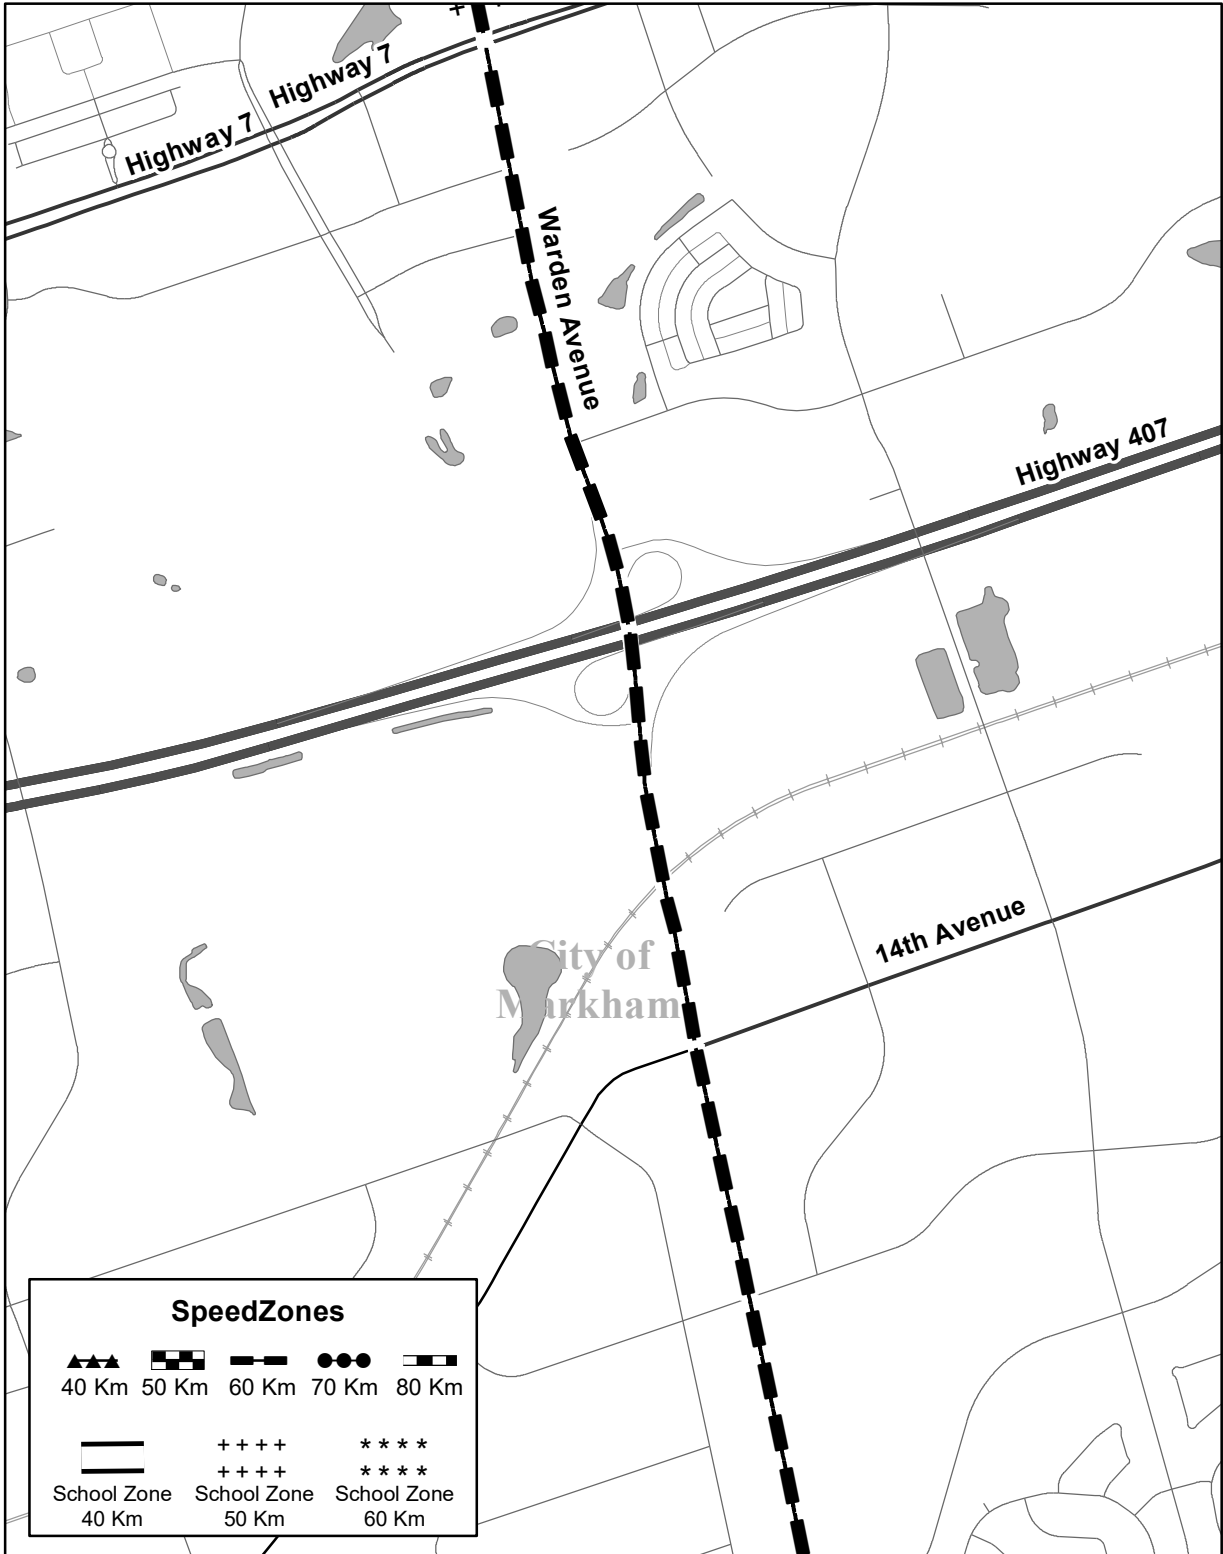 Highway 7
Highway 7
Warden Avenue
Highway 407
14th Avenue
City of
Markham
SpeedZones
40 Km 50 Km 60 Km 70 Km 80 Km
School Zone School Zone School Zone
40 Km 50 Km 60 Km